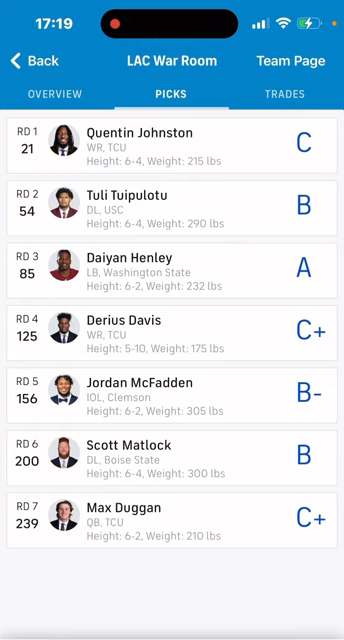 17:19
Back
LAC War Room
Team Page
OVERVIEW
PICKS
TRADES
RD 1
21
Quentin Johnston
WR, TCU
Height: 6-4, Weight: 215 lbs
C
RD 2
54
Tuli Tuipulotu
DL, USC
Height: 6-4, Weight: 290 lbs
B
RD 3
85
Daiyan Henley
LB, Washington State
Height: 6-2, Weight: 232 lbs
A
RD 4
125
Derius Davis
WR, TCU
Height: 5-10, Weight: 175 lbs
C+
RD 5
156
Jordan McFadden
IOL, Clemson
Height: 6-2, Weight: 305 lbs
B-
RD 6
200
Scott Matlock
DL, Boise State
Height: 6-4, Weight: 300 lbs
B
RD 7
239
Max Duggan
QB, TCU
Height: 6-2, Weight: 210 lbs
C+